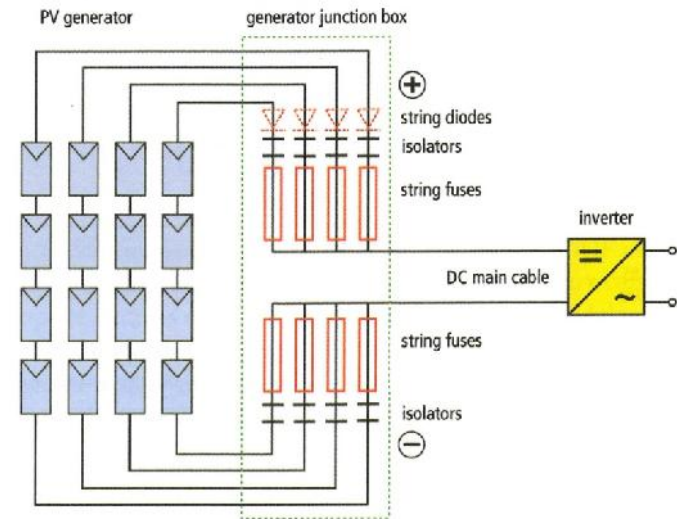 PV generator
generator junction box
+
string diodes
isolators
string fuses
inverter
=
~
DC main cable
string fuses
isolators
−